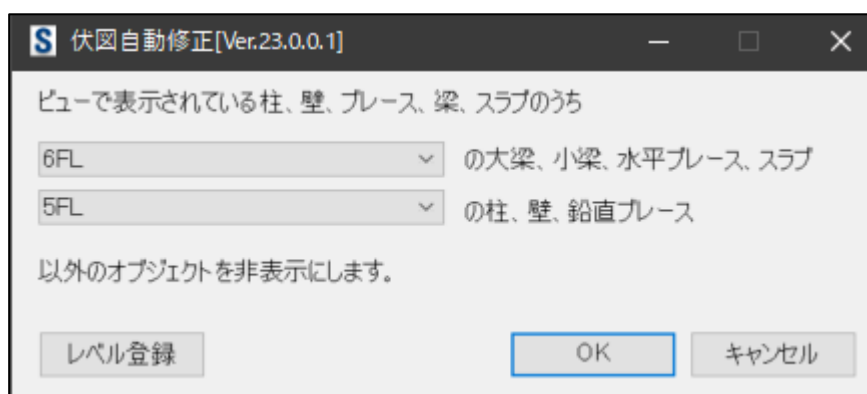 S 伏図自動修正[Ver.23.0.0.1]
ビューで表示されている柱、壁、ブレース、梁、スラブのうち
6FL の大梁、小梁、水平ブレース、スラブ
5FL の柱、壁、鉛直ブレース
以外のオブジェクトを非表示にします。
レベル登録 OK キャンセル